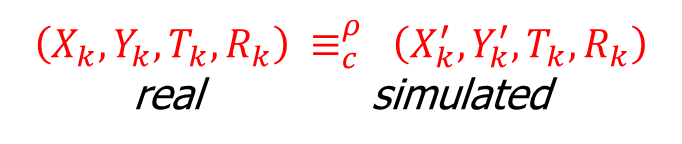 (X_k, Y_k, T_k, R_k) ≡_c^ρ (X'_k, Y'_k, T_k, R_k)
real simulated